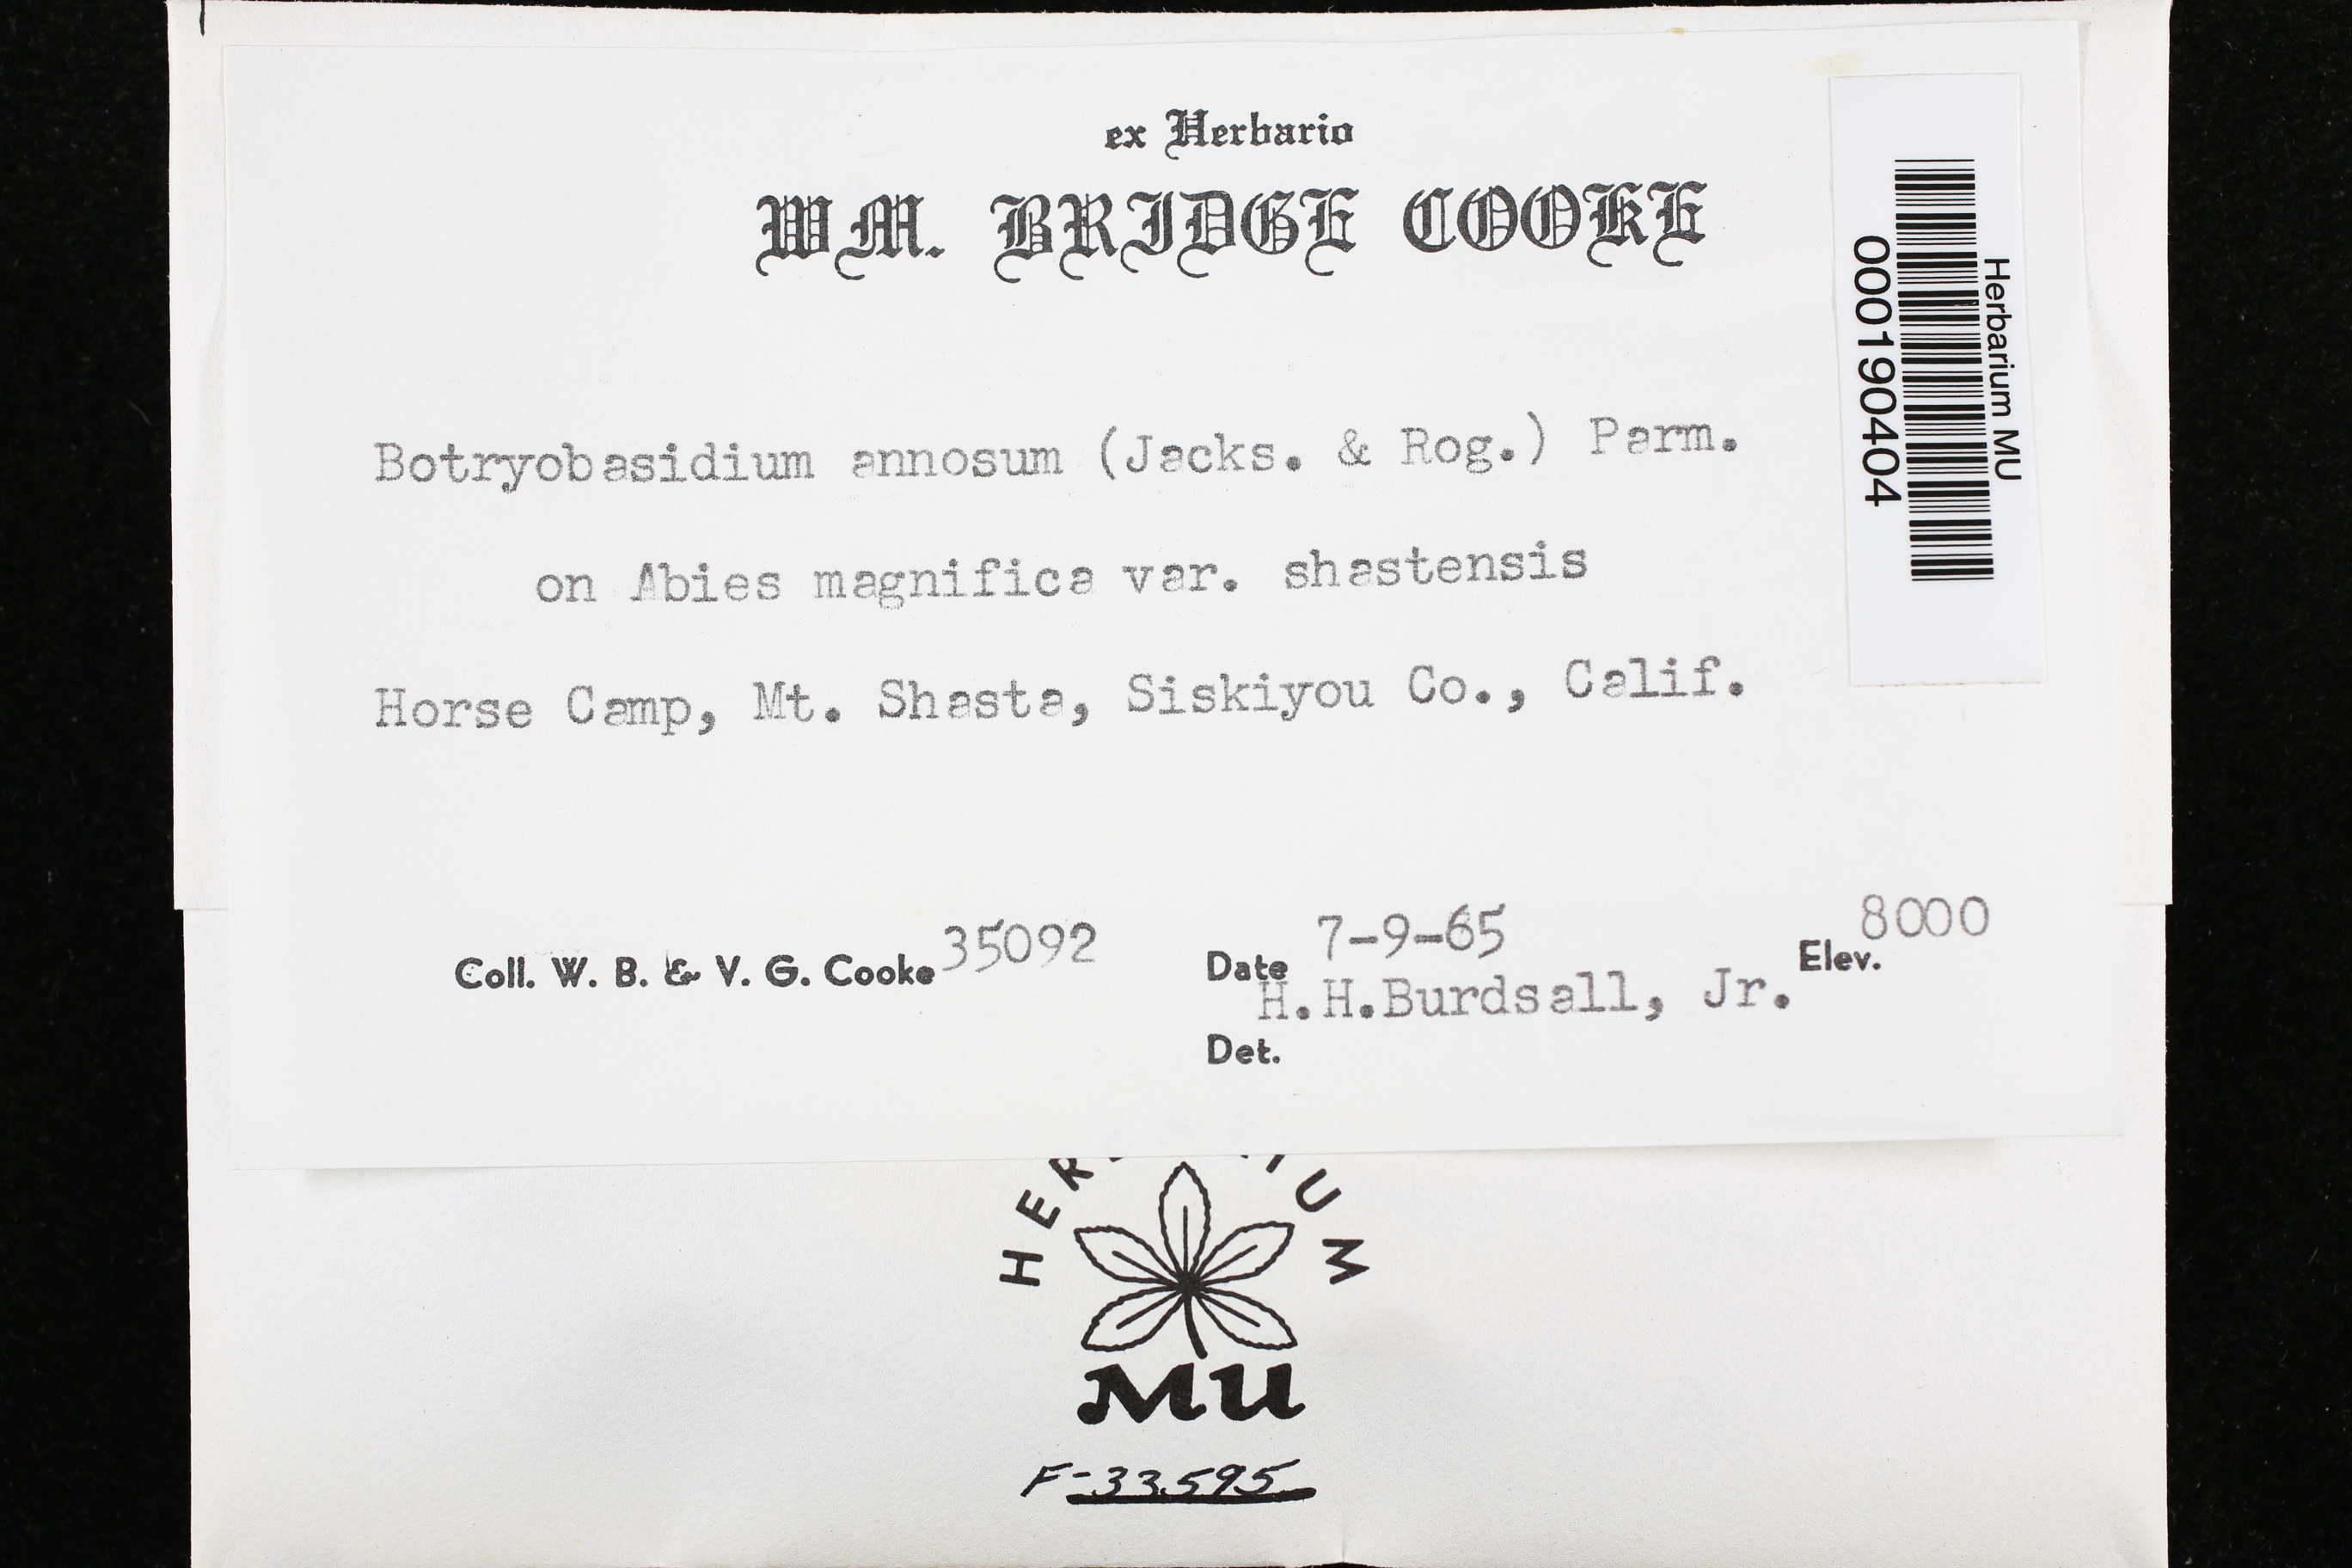 ex Herbario
WM. BRIDGE COOKE
Botryobasidium annosum (Jacks. & Rog.) Parm.
on Abies magnifica var. shastensis
Horse Camp, Mt. Shasta, Siskiyou Co., Calif.
Coll. W. B. & V. G. Cooke 35092
Date 7-9-65
Elev. 8000
H.H.Burdsall, Jr.
Det.
Herbarium MU
000190404
MU
F-33595